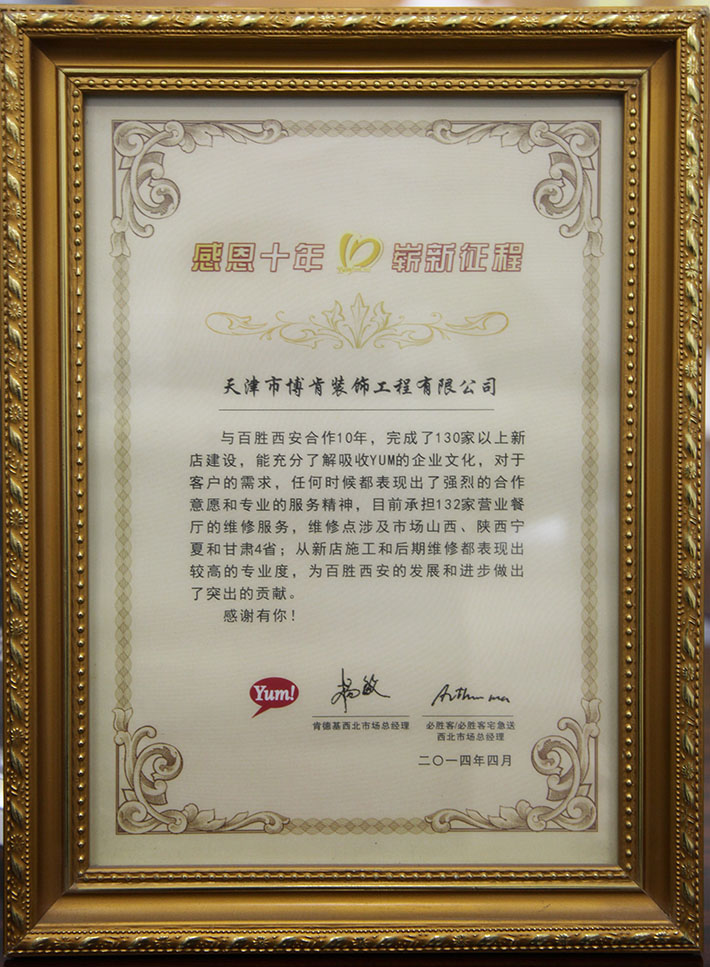 感恩十年 10 崭新征程
天津市博肯装饰工程有限公司
与百胜西安合作10年，完成了130家以上新
店建设，能充分了解吸收YUM的企业文化，对于
客户的需求，任何时候都表现出了强烈的合作
意愿和专业的服务精神，目前承担132家营业餐
厅的维修服务，维修点涉及市场山西、陕西宁
夏和甘肃4省；从新店施工和后期维修都表现出
较高的专业度，为百胜西安的发展和进步做出
了突出的贡献。
感谢有你！
Yum!
杨敏
Arthur ma
肯德基西北市场总经理
必胜客/必胜客宅急送
西北市场总经理
二〇一四年四月